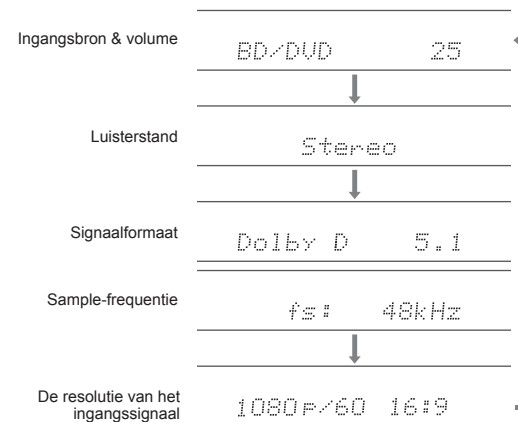 Ingangsbron & volume
BD/DVD 25
Luisterstand
Stereo
Signaalformaat
Dolby D 5.1
Sample-frequentie
fs: 48kHz
De resolutie van het
ingangssignaal
1080p/60 16:9